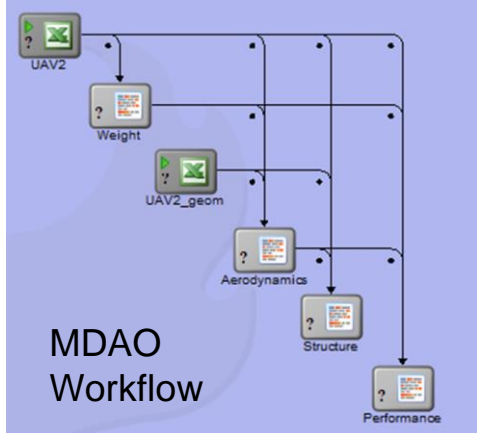 ?
UAV2
?
Weight
?
UAV2_geom
?
Aerodynamics
?
Structure
?
Performance
MDAO
Workflow